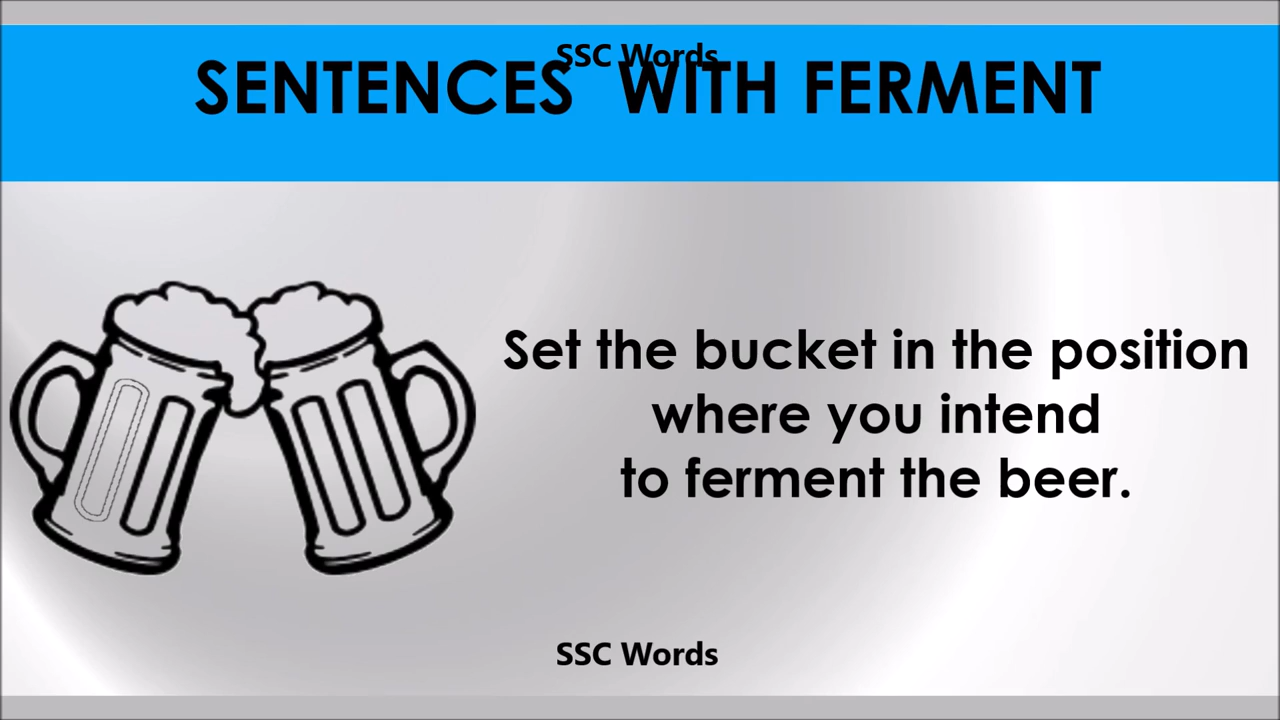 SSC Words
SENTENCES WITH FERMENT
Set the bucket in the position
where you intend
to ferment the beer.
SSC Words